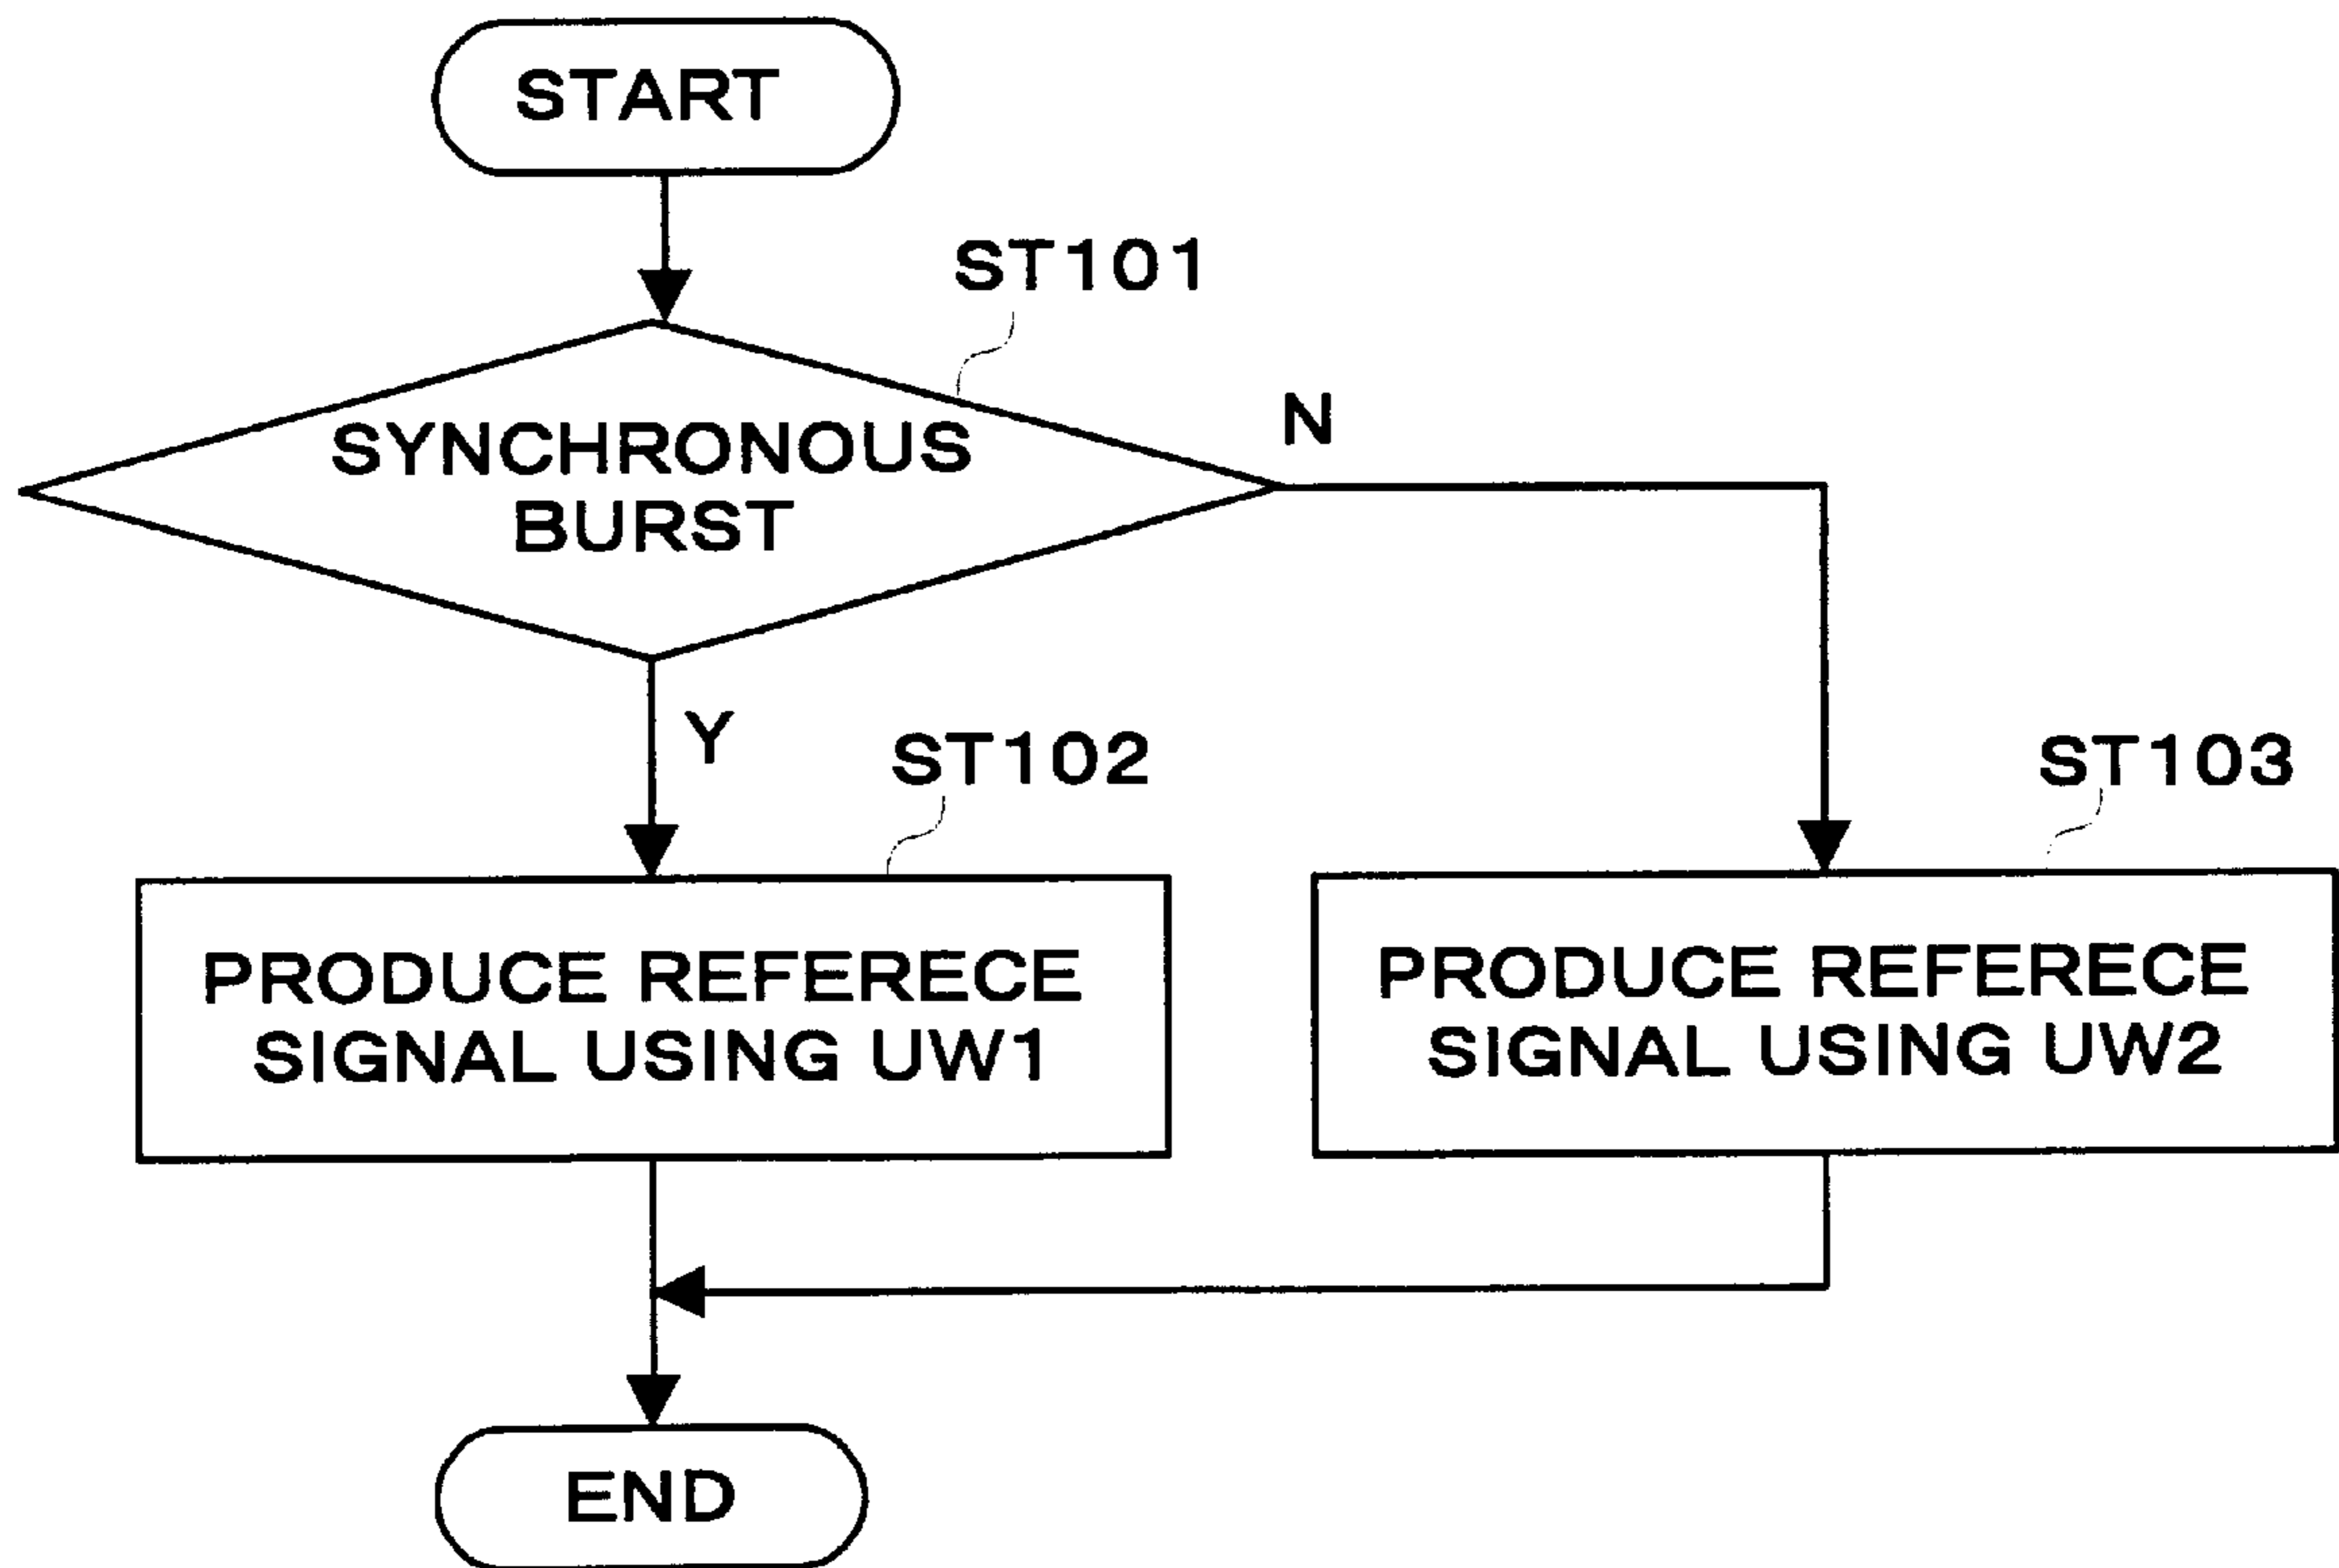 START
ST101
SYNCHRONOUS
BURST
N
Y
ST102
ST103
PRODUCE REFERECE
SIGNAL USING UW1
PRODUCE REFERECE
SIGNAL USING UW2
END